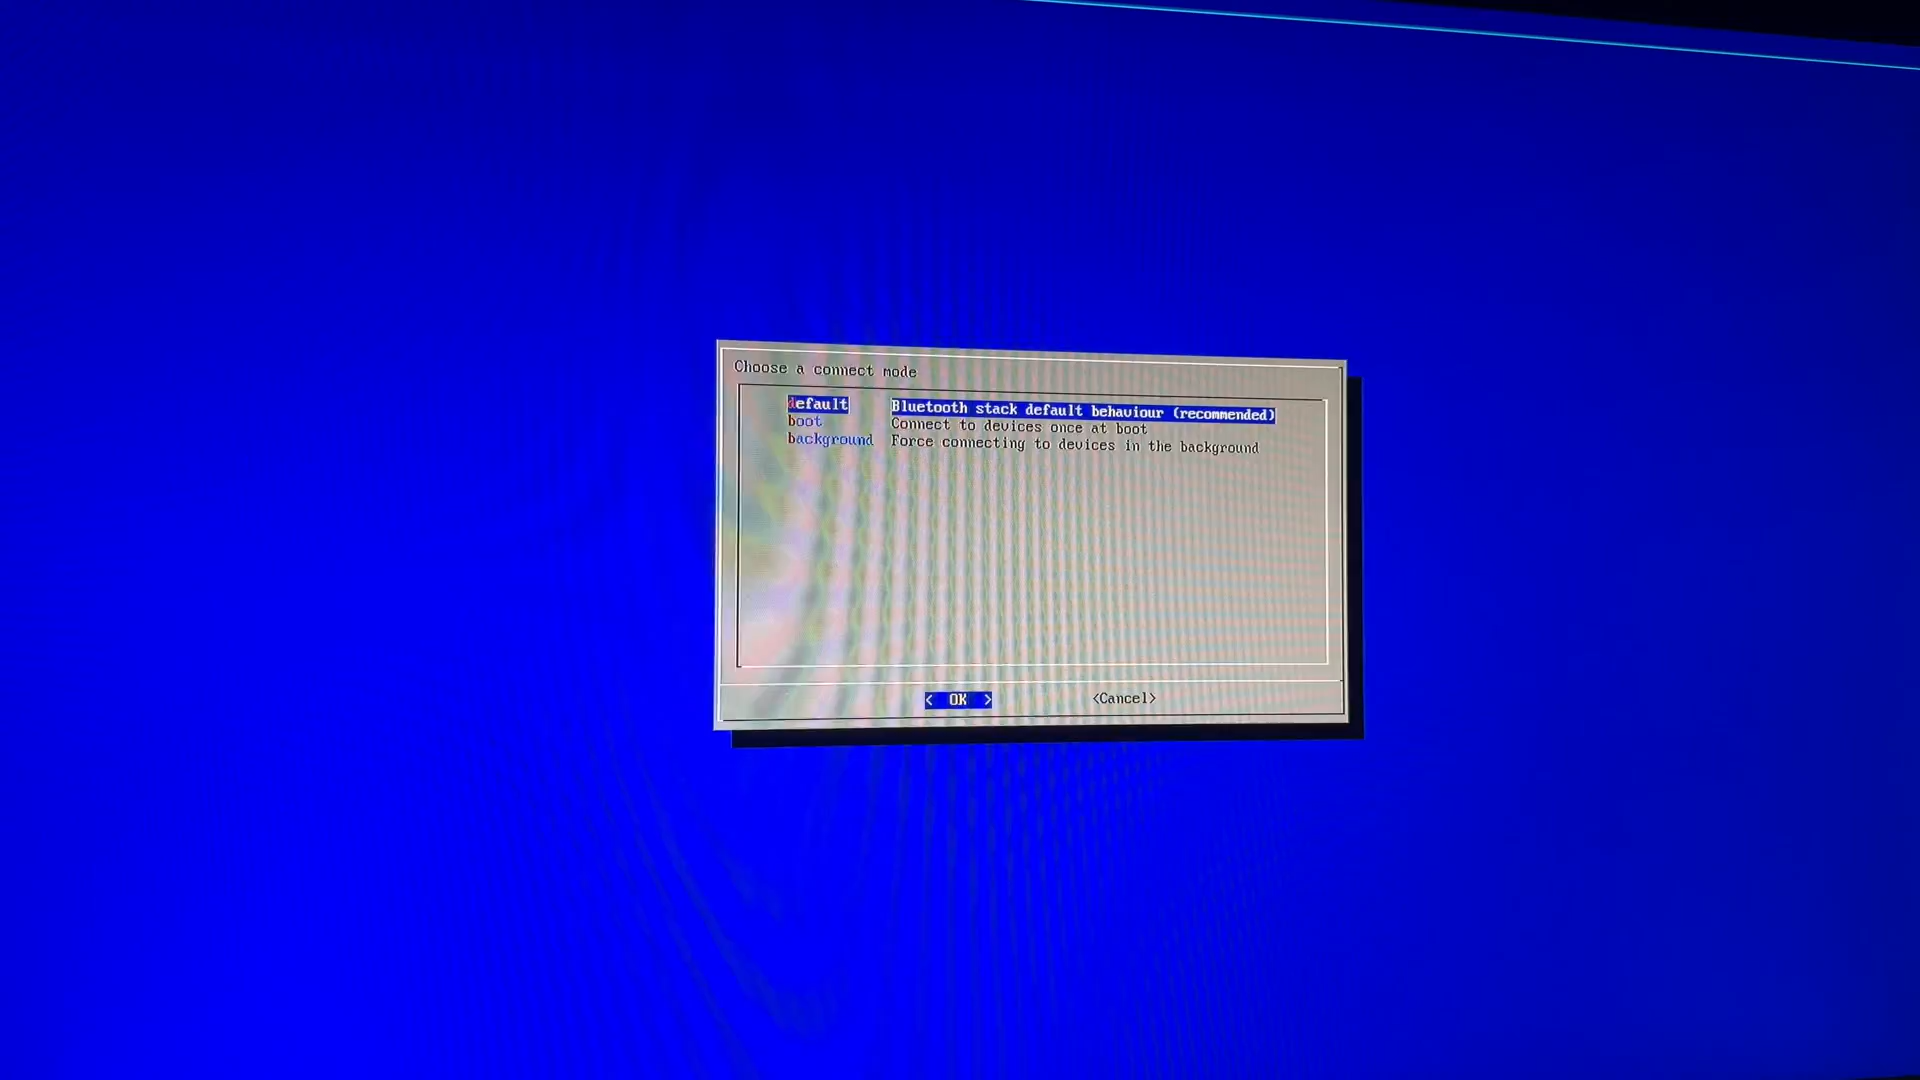 Choose a connect mode
default Bluetooth stack default behaviour (recommended)
boot Connect to devices once at boot
background Force connecting to devices in the background
< OK > <Cancel>